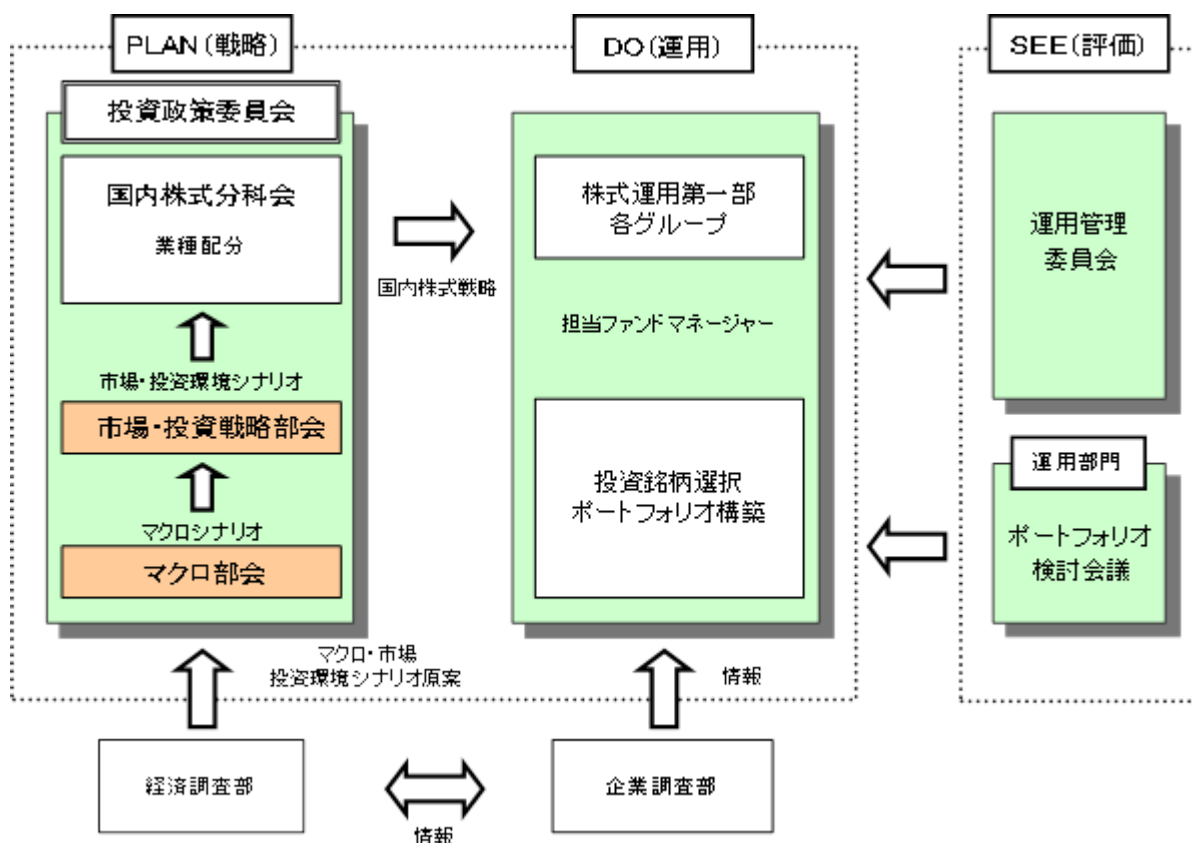 PLAN(戦略)
投資政策委員会
国内株式分科会
業種配分
市場・投資環境シナリオ
市場・投資戦略部会
マクロシナリオ
マクロ部会
国内株式戦略
DO(運用)
株式運用第一部
各グループ
担当ファンドマネージャー
投資銘柄選択
ポートフォリオ構築
SEE(評価)
運用管理
委員会
運用部門
ポートフォリオ
検討会議
マクロ・市場
投資環境シナリオ原案
情報
経済調査部
情報
企業調査部